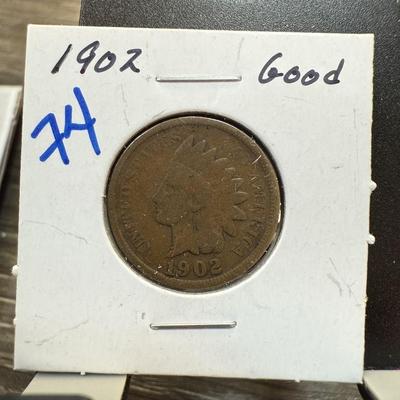 1902 Good
74
UNITED STATES OF AMERICA
1902